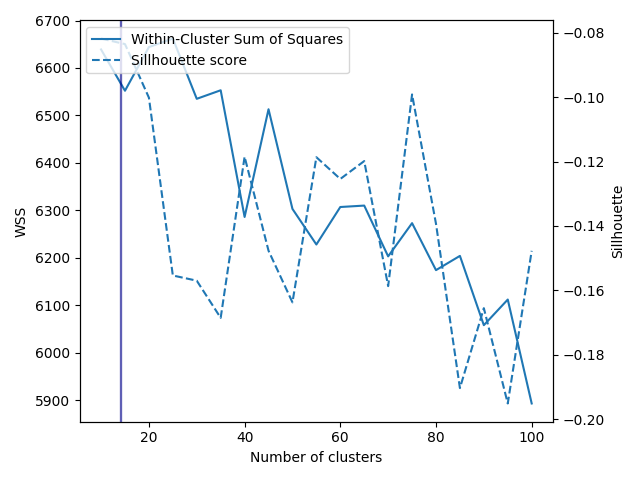 Within-Cluster Sum of Squares
Sillhouette score
6700
6600
6500
6400
6300
6200
6100
6000
5900
WSS
−0.08
−0.10
−0.12
−0.14
−0.16
−0.18
−0.20
Sillhouette
20 40 60 80 100
Number of clusters